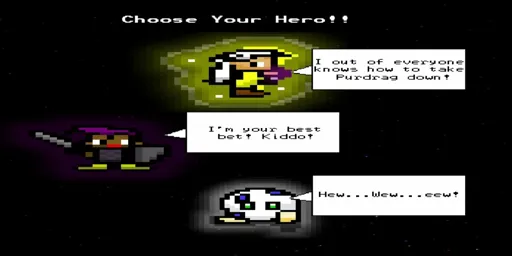 Choose Your Hero!!
I out of everyone
knows how to take
Purdrag down!
I'm your best
bet! Kiddo!
Hew...Wew...eew!